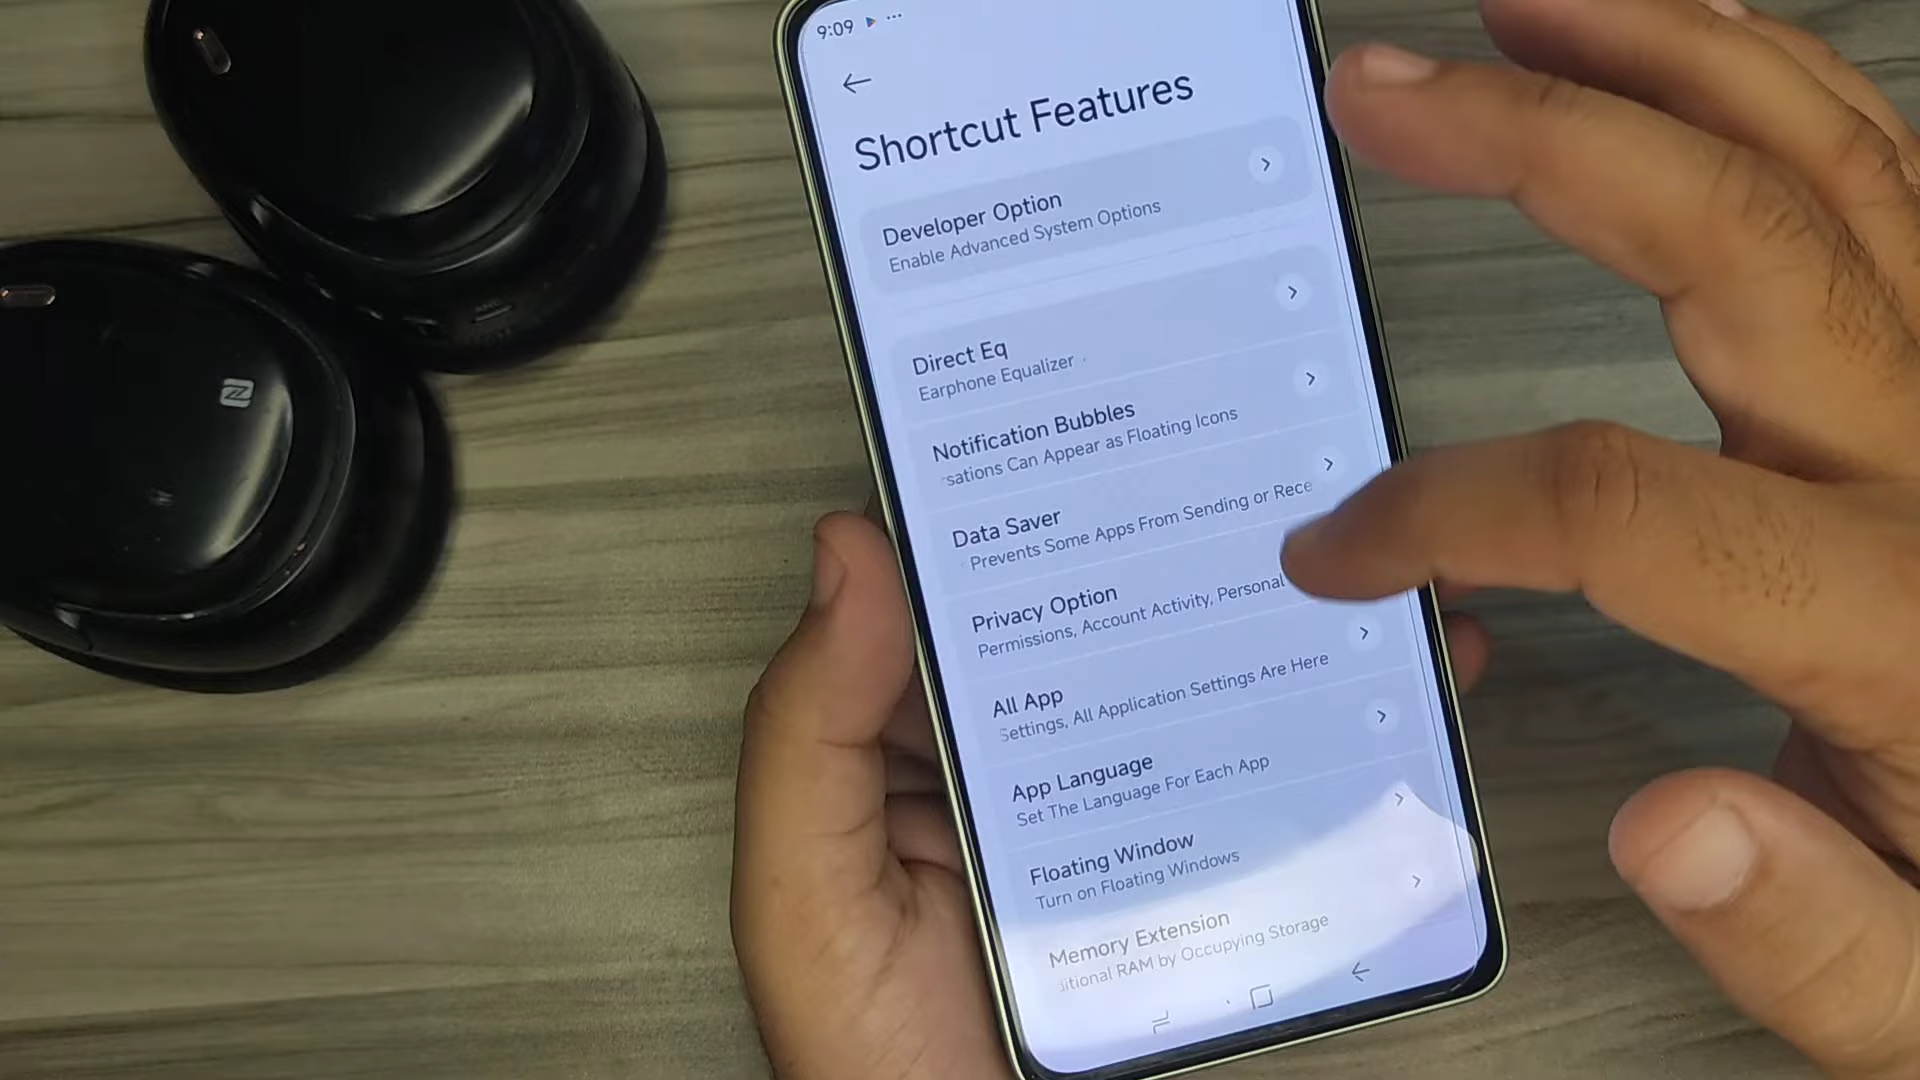 9:09
Shortcut Features
Developer Option
Enable Advanced System Options
Direct Eq
Earphone Equalizer
Notification Bubbles
sations Can Appear as Floating Icons
Data Saver
Prevents Some Apps From Sending or Rece
Privacy Option
Permissions, Account Activity, Personal
All App
Settings, All Application Settings Are Here
App Language
Set The Language For Each App
Floating Window
Turn on Floating Windows
Memory Extension
itional RAM by Occupying Storage